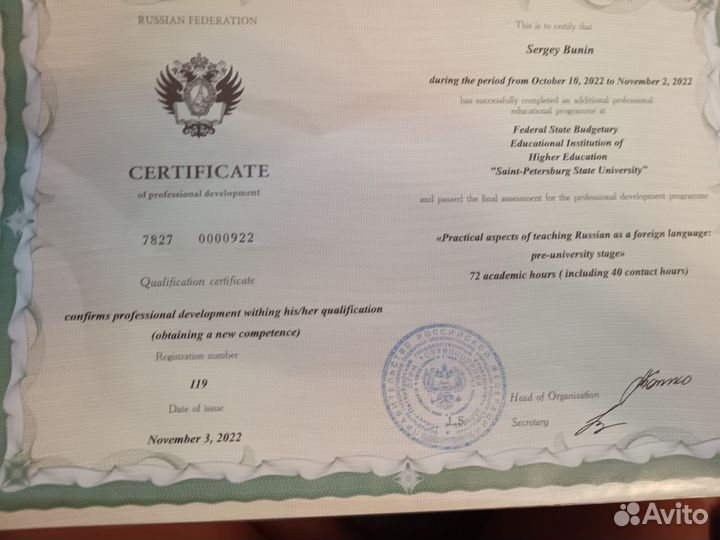 RUSSIAN FEDERATION
CERTIFICATE
of professional development
7827 0000922
Qualification certificate
confirms professional development withing his/her qualification
(obtaining a new competence)
Registration number
119
Date of issue
November 3, 2022
This is to certify that
Sergey Bunin
during the period from October 10, 2022 to November 2, 2022
has successfully completed an additional professional
educational programme at
Federal State Budgetary
Educational Institution of
Higher Education
"Saint-Petersburg State University"
and passed the final assessment for the professional development programme
«Practical aspects of teaching Russian as a foreign language:
pre-university stage»
72 academic hours ( including 40 contact hours)
Head of Organisation
Secretary
L.S.
Avito